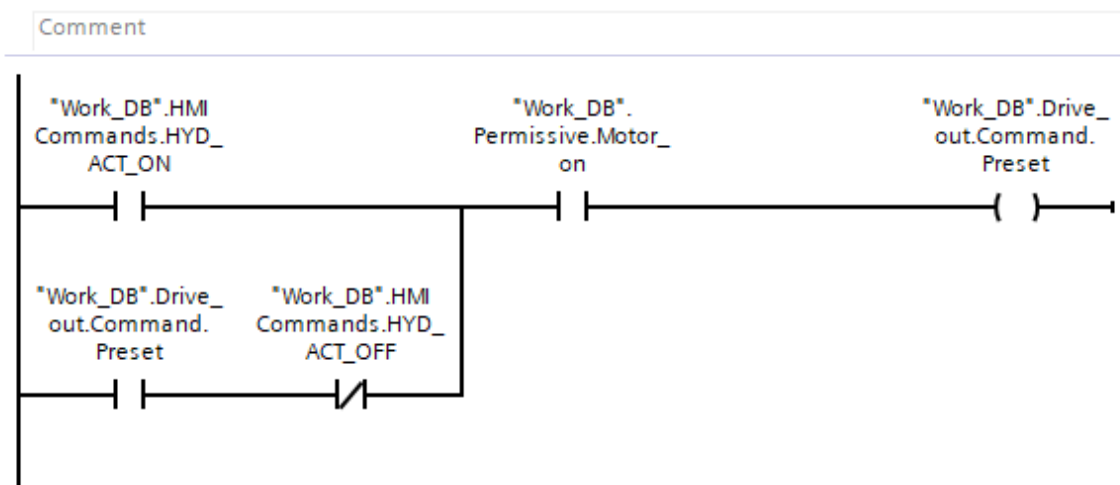 Comment
"Work_DB".HMI
Commands.HYD_
ACT_ON
"Work_DB".
Permissive.Motor_
on
"Work_DB".Drive_
out.Command.
Preset
"Work_DB".Drive_
out.Command.
Preset
"Work_DB".HMI
Commands.HYD_
ACT_OFF